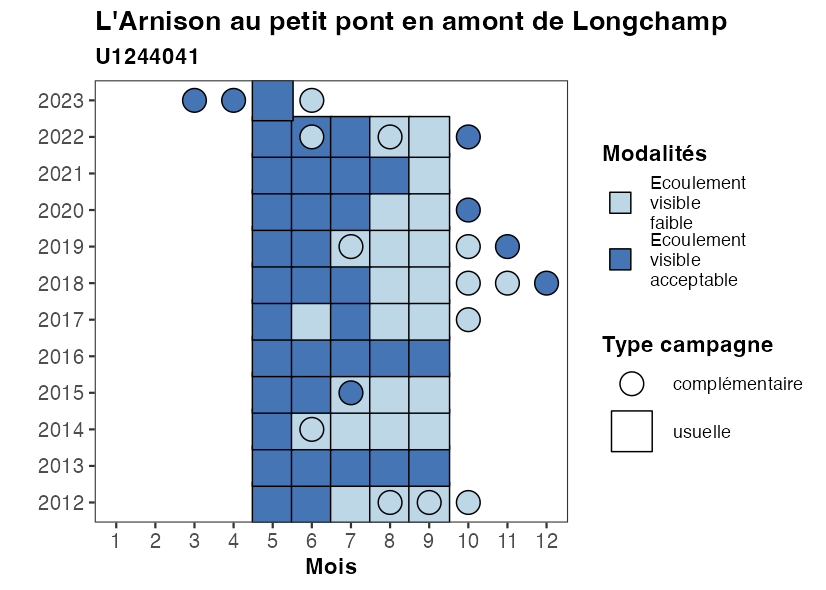 L'Arnison au petit pont en amont de Longchamp
U1244041
2023
2022
2021
2020
2019
2018
2017
2016
2015
2014
2013
2012
1 2 3 4 5 6 7 8 9 10 11 12
Mois
Modalités
Ecoulement
visible
faible
Ecoulement
visible
acceptable
Type campagne
complémentaire
usuelle